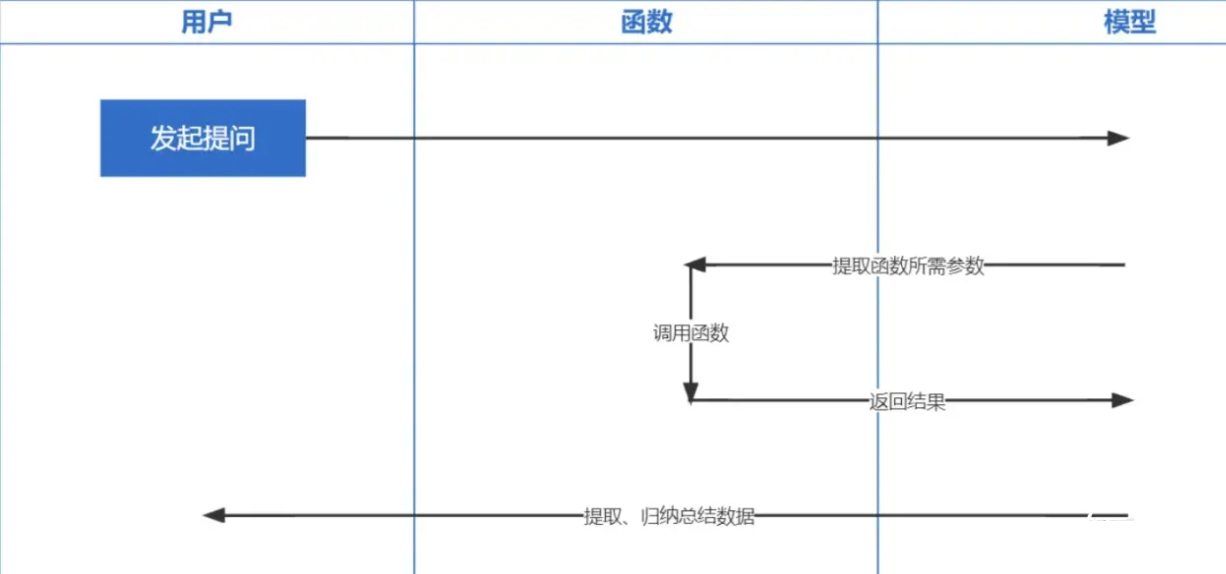 用户
函数
模型
发起提问
提取函数所需参数
调用函数
返回结果
提取、归纳总结数据